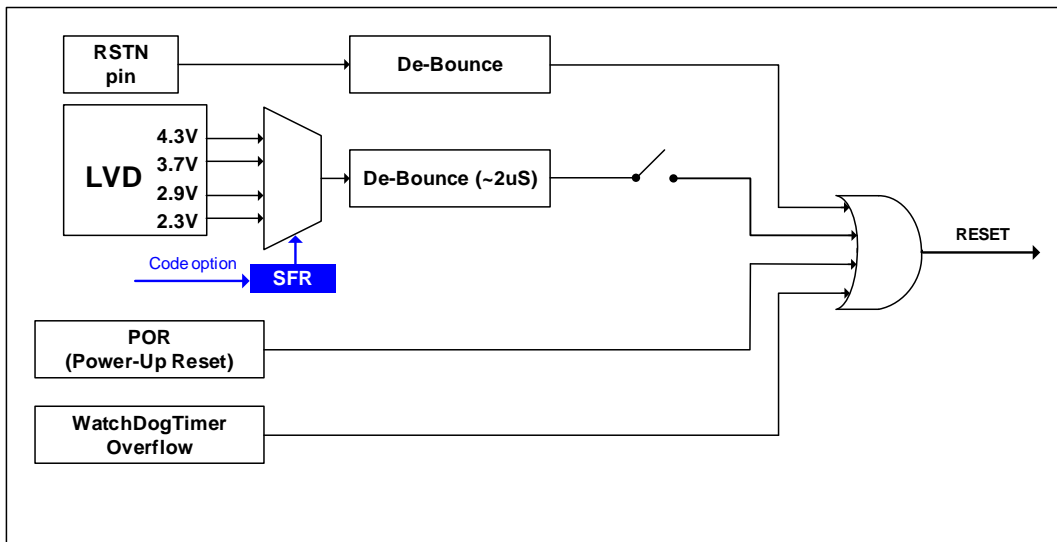 RSTN
pin
De-Bounce
LVD
4.3V
3.7V
2.9V
2.3V
De-Bounce (~2uS)
RESET
Code option
SFR
POR
(Power-Up Reset)
WatchDogTimer
Overflow